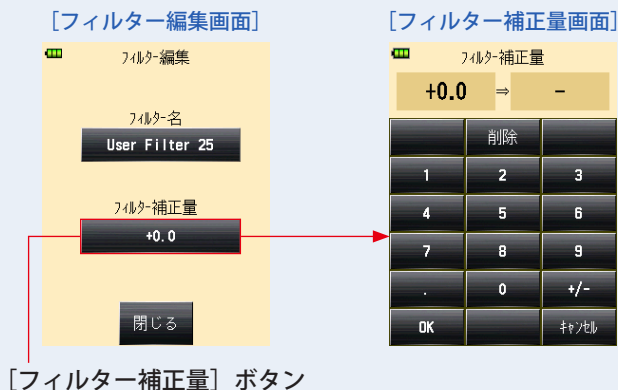 [フィルター編集画面]
ﾌｨﾙﾀｰ編集
ﾌｨﾙﾀｰ名
User Filter 25
ﾌｨﾙﾀｰ補正量
+0.0
閉じる
[フィルター補正量] ボタン
[フィルター補正量画面]
ﾌｨﾙﾀｰ補正量
+0.0 ⇒ －
削除
1 2 3
4 5 6
7 8 9
. 0 +/-
OK ｷｬﾝｾﾙ